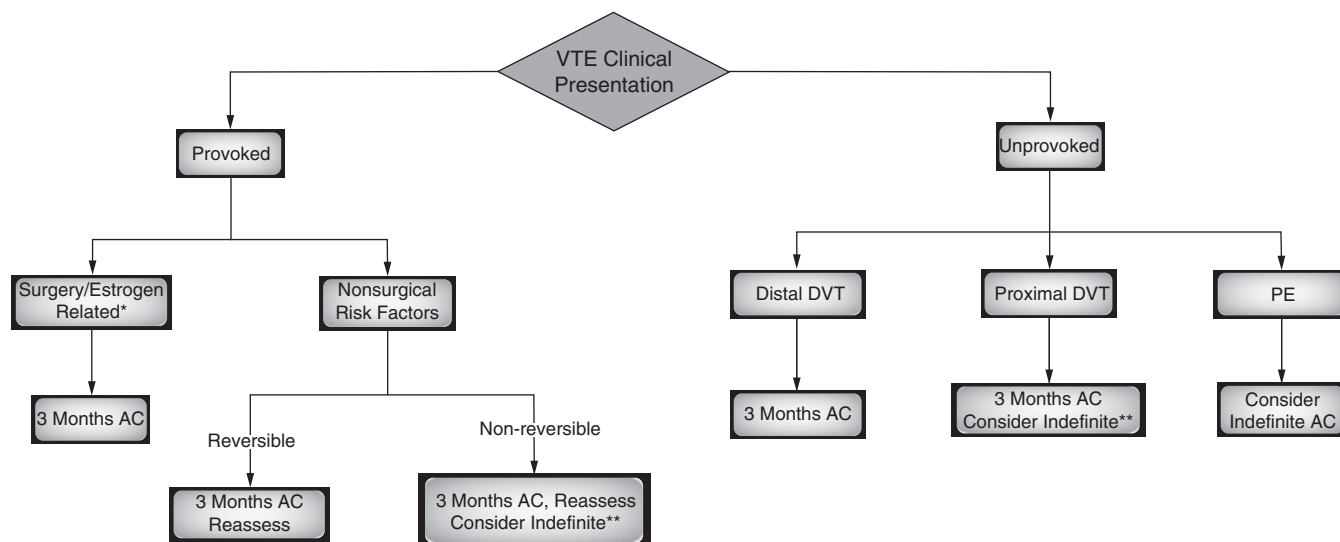 VTE Clinical
Presentation
Provoked
Unprovoked
Surgery/Estrogen
Related*
Nonsurgical
Risk Factors
Distal DVT
Proximal DVT
PE
3 Months AC
Reversible
Non-reversible
3 Months AC
Reassess
3 Months AC, Reassess
Consider Indefinite**
3 Months AC
3 Months AC
Consider Indefinite**
Consider
Indefinite AC